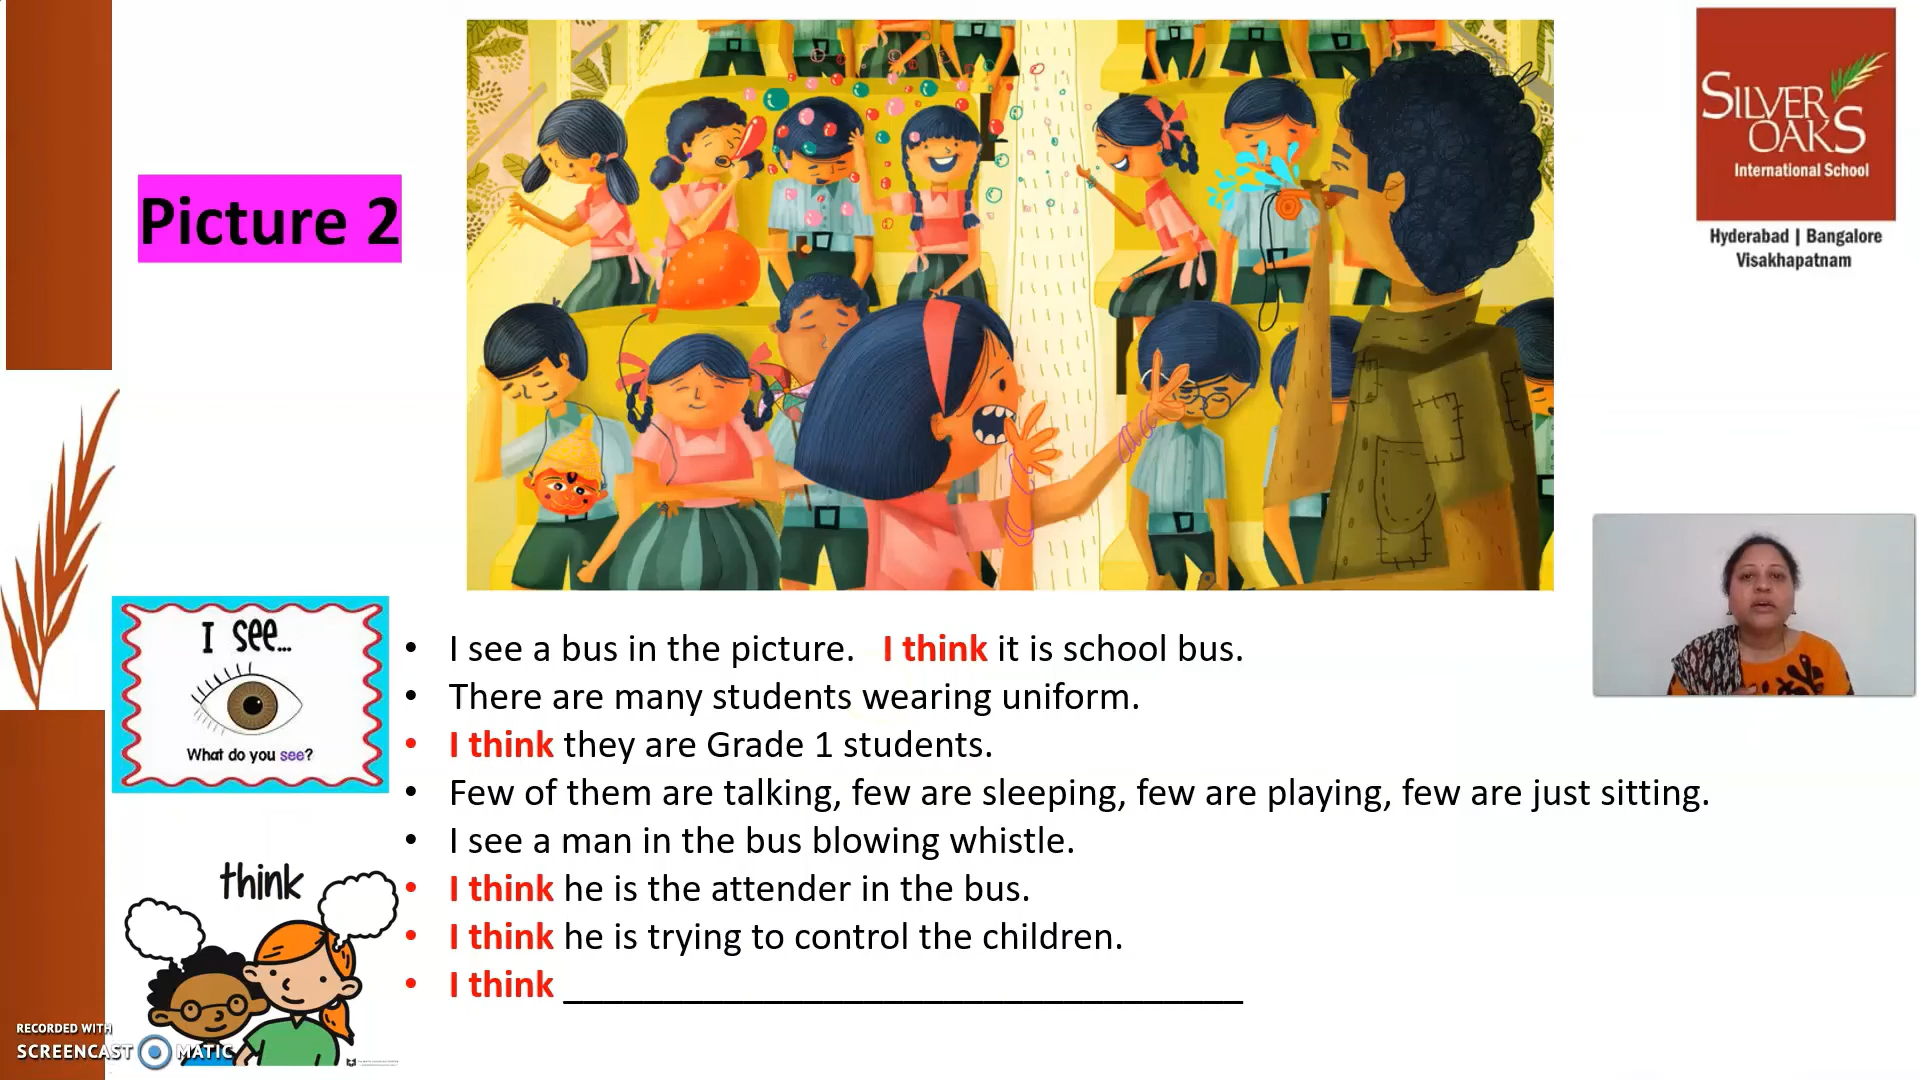 Picture 2
SILVER
OAKS
International School
Hyderabad | Bangalore
Visakhapatnam
I see...
What do you see?
• I see a bus in the picture.   I think it is school bus.
• There are many students wearing uniform.
• I think they are Grade 1 students.
• Few of them are talking, few are sleeping, few are playing, few are just sitting.
• I see a man in the bus blowing whistle.
• I think he is the attender in the bus.
• I think he is trying to control the children.
• I think __________________________________
think
RECORDED WITH
SCREENCAST MATIC